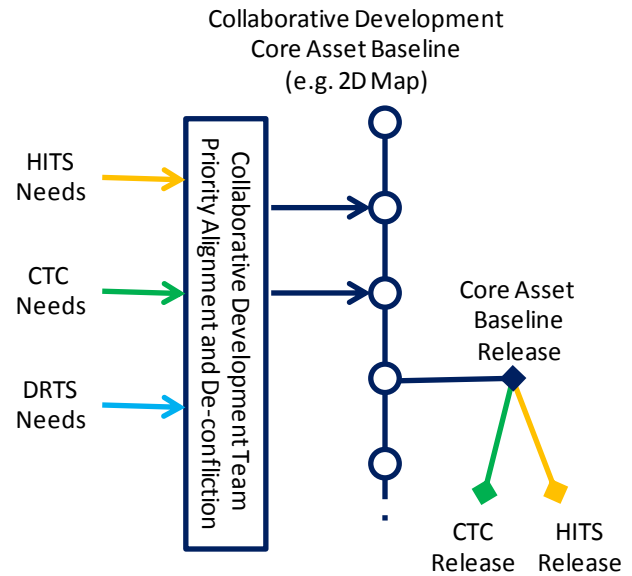 Collaborative Development
Core Asset Baseline
(e.g. 2D Map)
HITS
Needs
CTC
Needs
DRTS
Needs
Collaborative Development Team
Priority Alignment and De-confliction
Core Asset
Baseline
Release
CTC
Release
HITS
Release